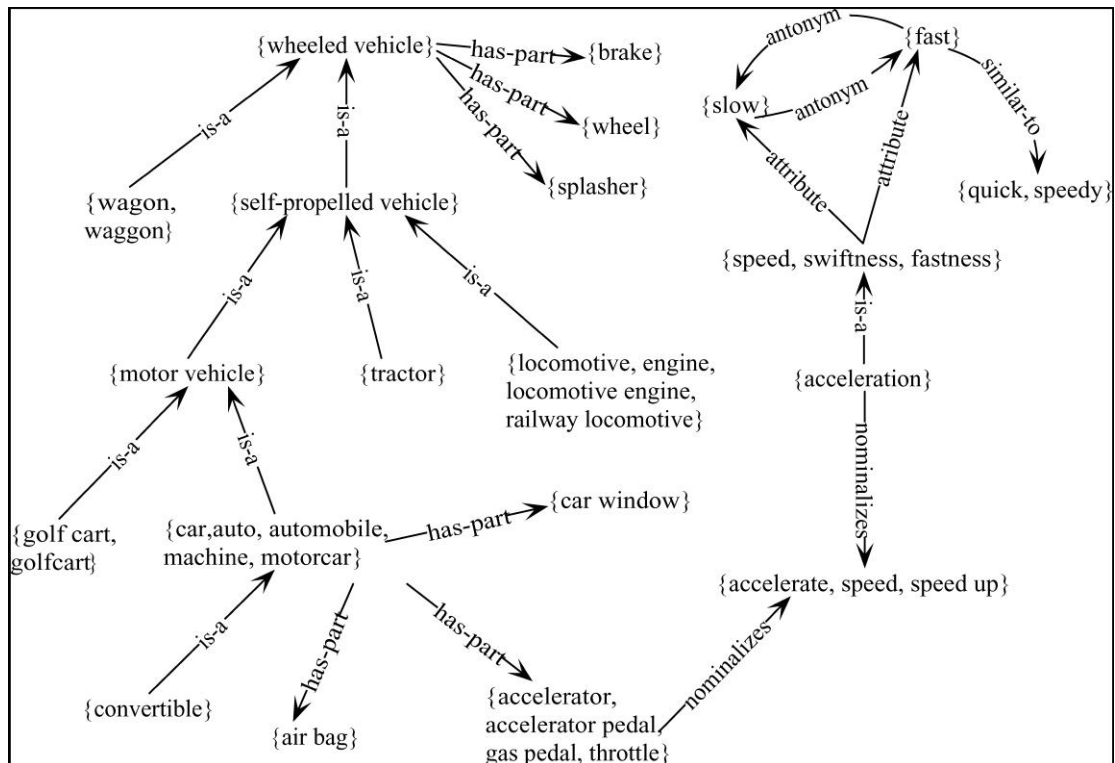 {wheeled vehicle}
has-part
{brake}
has-part
{wheel}
has-part
{splasher}
is-a
is-a
{wagon,
waggon}
{self-propelled vehicle}
is-a
is-a
is-a
{motor vehicle}
{tractor}
{locomotive, engine,
locomotive engine,
railway locomotive}
is-a
is-a
{golf cart,
golfcart}
{car,auto, automobile,
machine, motorcar}
has-part
{car window}
is-a
has-part
has-part
{convertible}
{air bag}
{accelerator,
accelerator pedal,
gas pedal, throttle}
nominalizes
antonym
{fast}
{slow}
antonym
similar-to
{quick, speedy}
attribute
attribute
{speed, swiftness, fastness}
is-a
{acceleration}
nominalizes
{accelerate, speed, speed up}